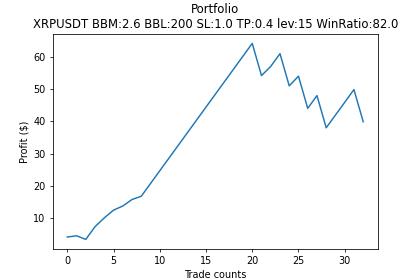 Portfolio
XRPUSDT BBM:2.6 BBL:200 SL:1.0 TP:0.4 lev:15 WinRatio:82.0
Profit ($)
60
50
40
30
20
10
0 5 10 15 20 25 30
Trade counts